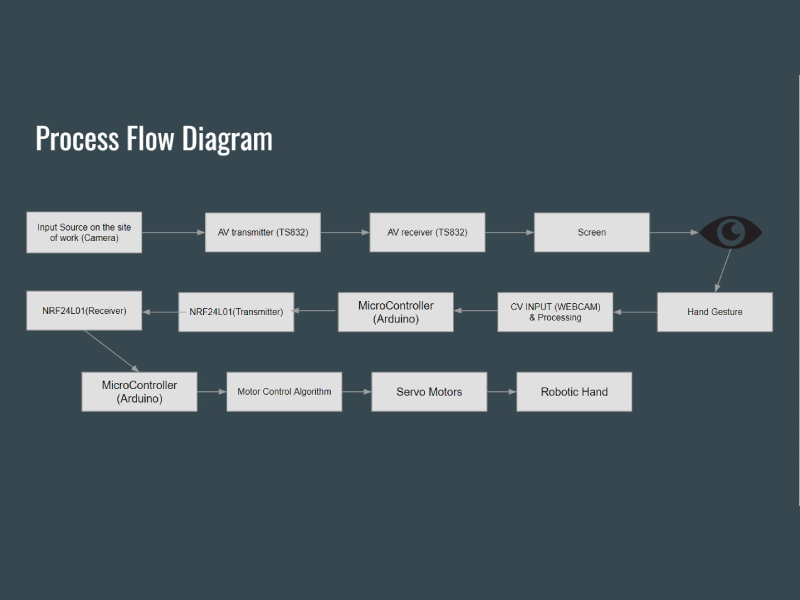 Process Flow Diagram
Input Source on the site
of work (Camera)
AV transmitter (TS832)
AV receiver (TS832)
Screen
NRF24L01(Receiver)
NRF24L01(Transmitter)
MicroController
(Arduino)
CV INPUT (WEBCAM)
& Processing
Hand Gesture
MicroController
(Arduino)
Motor Control Algorithm
Servo Motors
Robotic Hand